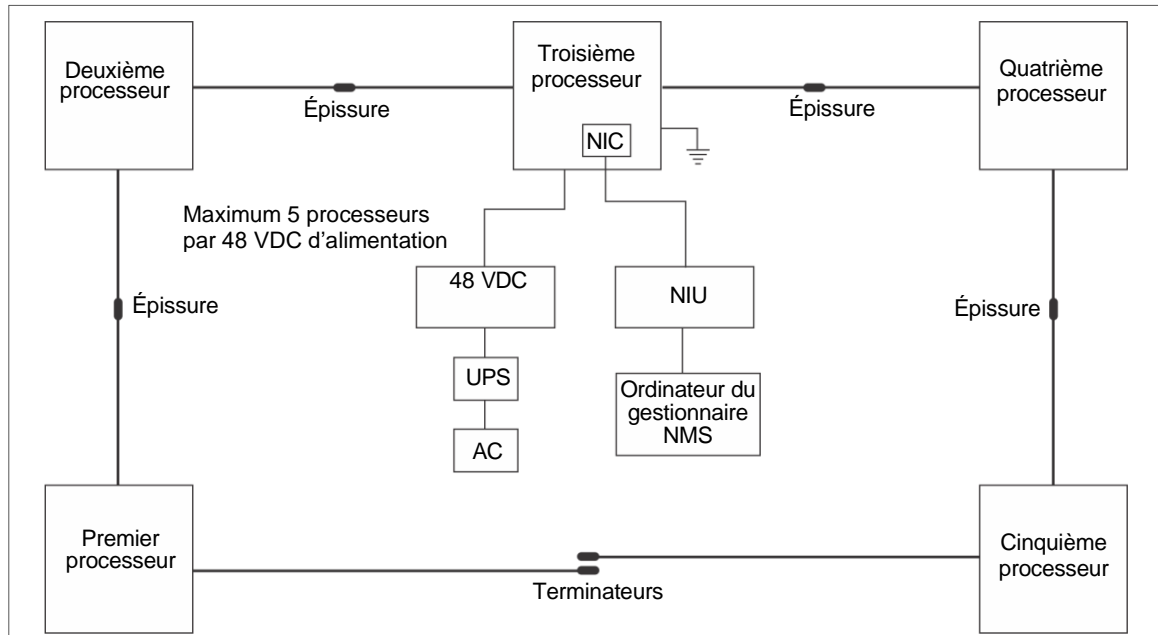 Deuxième
processeur
Épissure
Troisième
processeur
NIC
Épissure
Quatrième
processeur
Maximum 5 processeurs
par 48 VDC d’alimentation
48 VDC
NIU
Épissure
Épissure
UPS
Ordinateur du
gestionnaire
NMS
AC
Premier
processeur
Terminateurs
Cinquième
processeur